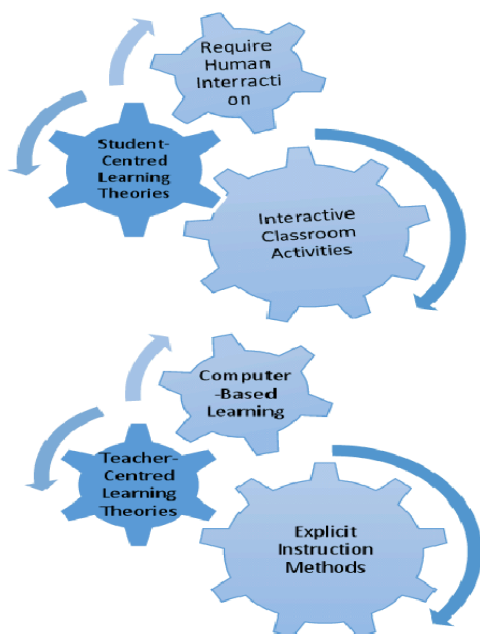 Require
Human
Interracti
on
Student-
Centred
Learning
Theories
Interactive
Classroom
Activities
Computer
-Based
Learning
Teacher-
Centred
Learning
Theories
Explicit
Instruction
Methods